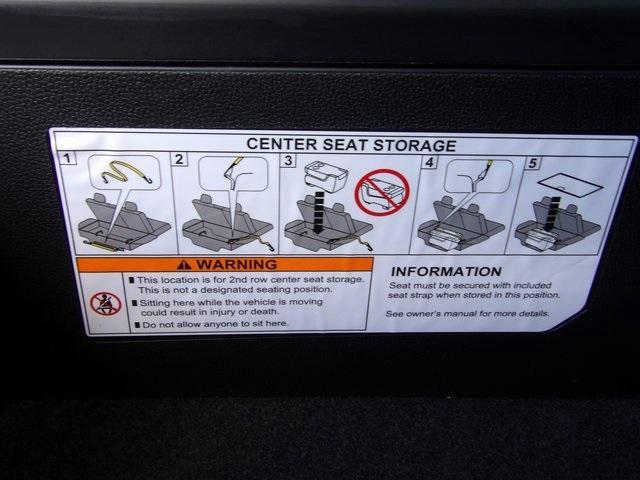 CENTER SEAT STORAGE
1 2 3 4 5
WARNING
This location is for 2nd row center seat storage.
This is not a designated seating position.
Sitting here while the vehicle is moving
could result in injury or death.
Do not allow anyone to sit here.
INFORMATION
Seat must be secured with included
seat strap when stored in this position.
See owner's manual for more details.